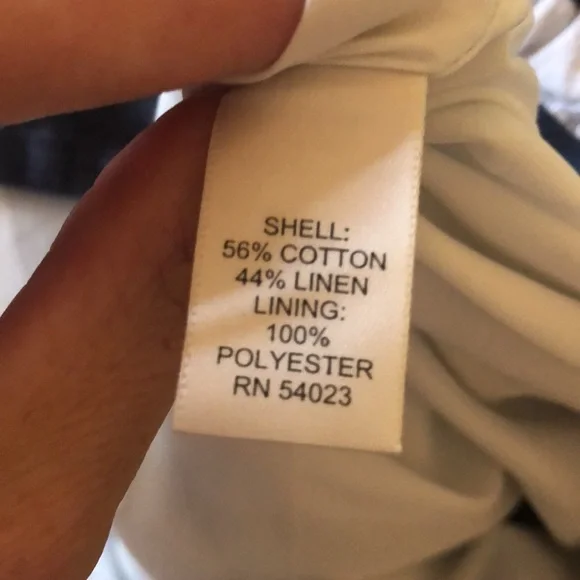 SHELL:
56% COTTON
44% LINEN
LINING:
100%
POLYESTER
RN 54023